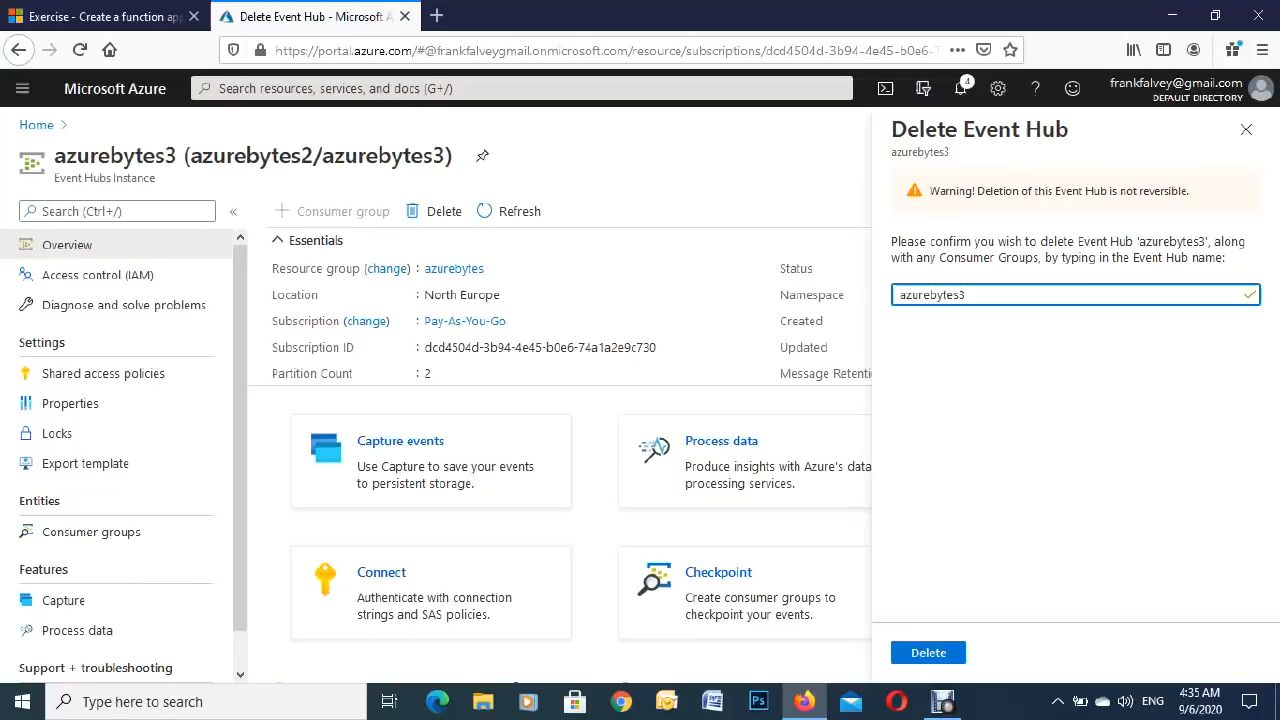 Exercise - Create a function app
Delete Event Hub - Microsoft A
https://portal.azure.com/#@frankfalveygmail.onmicrosoft.com/resource/subscriptions/dcd4504d-3b94-4e45-b0e6-7
Microsoft Azure
Search resources, services, and docs (G+/)
4
frankfalvey@gmail.com
DEFAULT DIRECTORY
Home
azurebytes3 (azurebytes2/azurebytes3)
Event Hubs Instance
Search (Ctrl+/)
Overview
Access control (IAM)
Diagnose and solve problems
Settings
Shared access policies
Properties
Locks
Export template
Entities
Consumer groups
Features
Capture
Process data
Support + troubleshooting
Consumer group
Delete
Refresh
Essentials
Resource group (change) : azurebytes
Location : North Europe
Subscription (change) : Pay-As-You-Go
Subscription ID : dcd4504d-3b94-4e45-b0e6-74a1a2e9c730
Partition Count : 2
Status
Namespace
Created
Updated
Message Retenti
Capture events
Use Capture to save your events
to persistent storage.
Process data
Produce insights with Azure's data
processing services.
Connect
Authenticate with connection
strings and SAS policies.
Checkpoint
Create consumer groups to
checkpoint your events.
Delete Event Hub
azurebytes3
Warning! Deletion of this Event Hub is not reversible.
Please confirm you wish to delete Event Hub 'azurebytes3', along
with any Consumer Groups, by typing in the Event Hub name:
azurebytes3
Delete
Type here to search
ENG
4:35 AM
9/6/2020